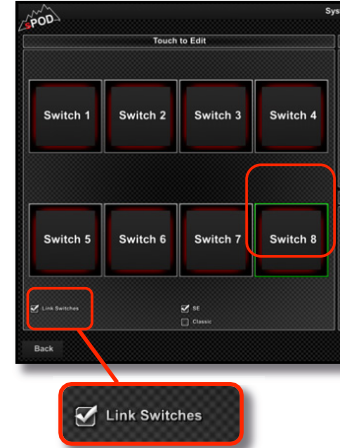 sPOD
Sys
Touch to Edit
Switch 1 Switch 2 Switch 3 Switch 4
Switch 5 Switch 6 Switch 7 Switch 8
Link Switches
SE
Classic
Back
Link Switches